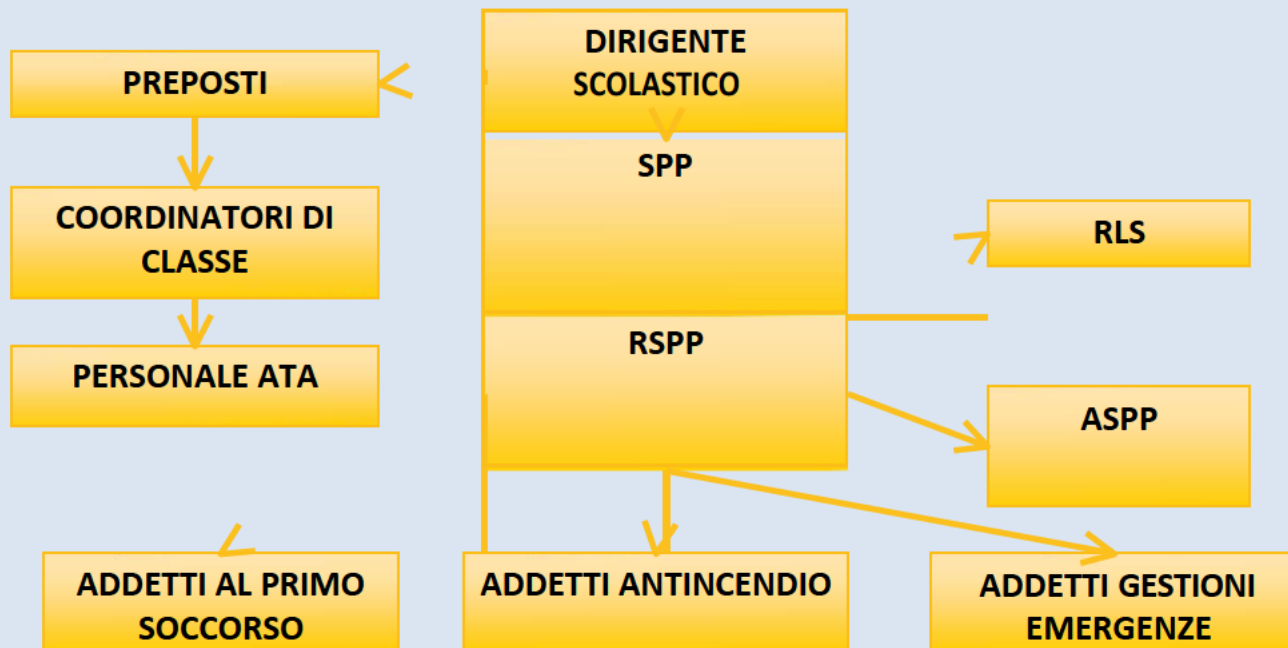 DIRIGENTE
SCOLASTICO
PREPOSTI
SPP
COORDINATORI DI
CLASSE
RLS
RSPP
PERSONALE ATA
ASPP
ADDETTI AL PRIMO
SOCCORSO
ADDETTI ANTINCENDIO
ADDETTI GESTIONI
EMERGENZE